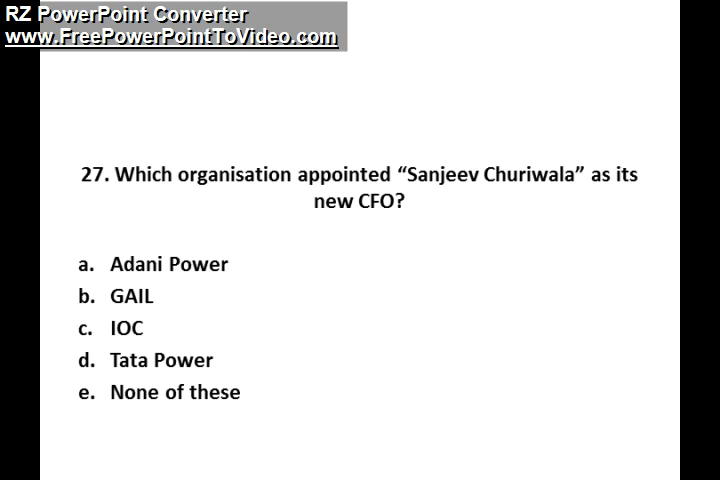 RZ PowerPoint Converter
www.FreePowerPointToVideo.com
27. Which organisation appointed “Sanjeev Churiwala” as its
new CFO?
a. Adani Power
b. GAIL
c. IOC
d. Tata Power
e. None of these